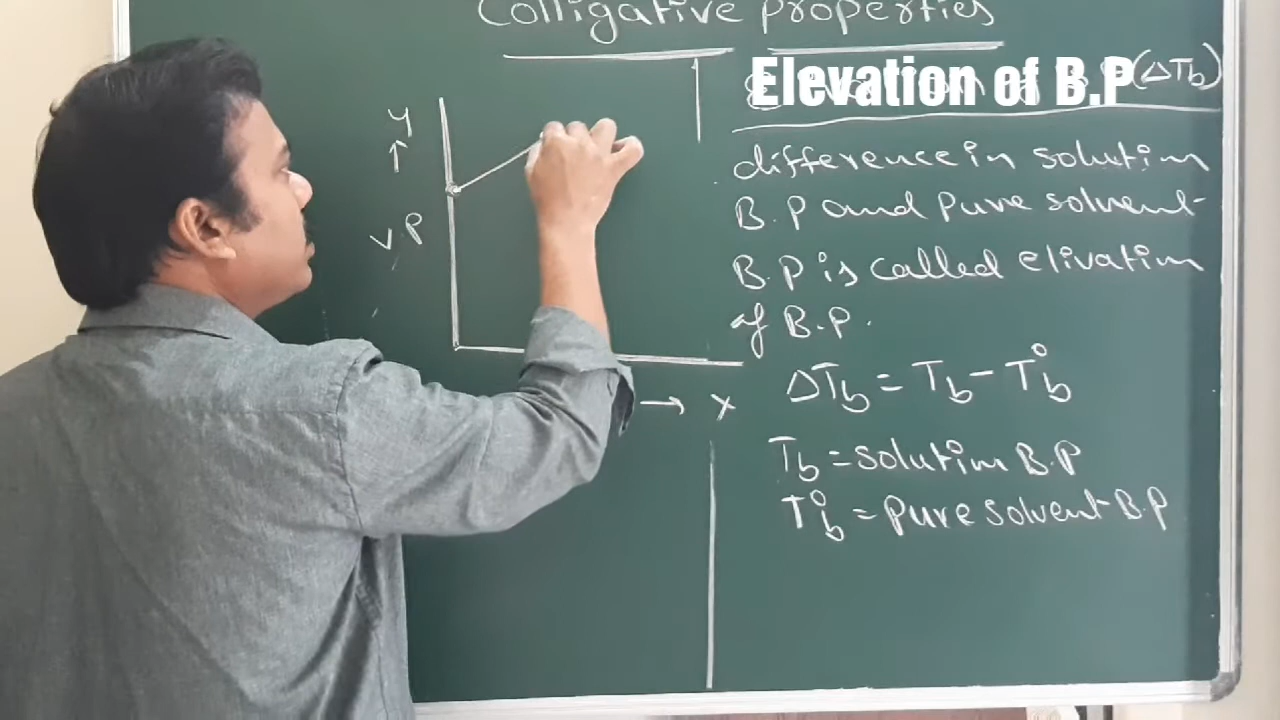 Colligative properties
Elevation of B.P (ΔTb)
difference in solution
B.P and pure solvent
B.P is called elivation
of B.P.
ΔTb = Tb - T°b
Tb = solution B.P
T°b = pure solvent B.P
y
↑
V.P
→ x